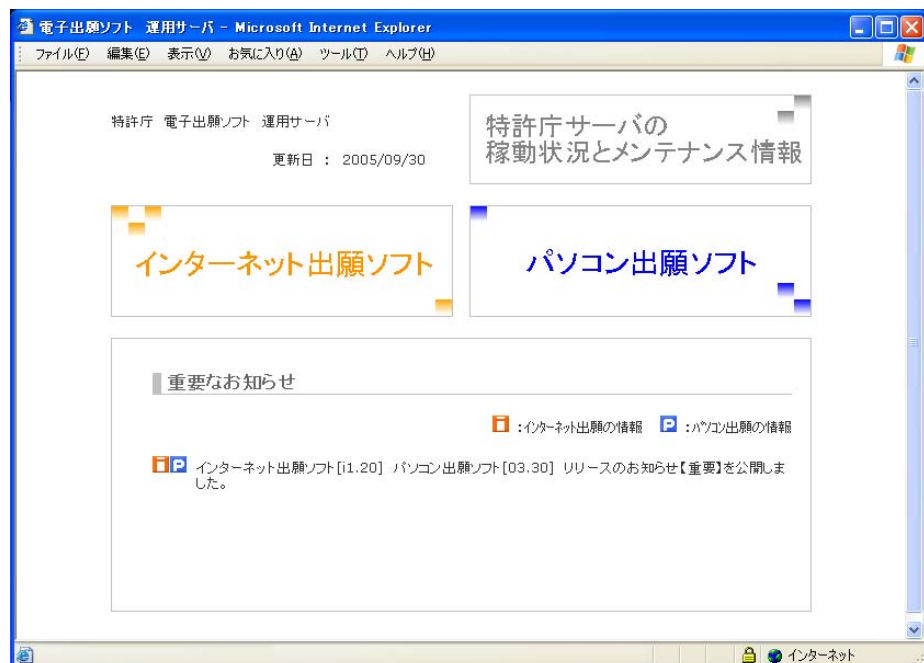 電子出願ソフト 運用サーバ - Microsoft Internet Explorer
ファイル(F) 編集(E) 表示(V) お気に入り(A) ツール(T) ヘルプ(H)
特許庁 電子出願ソフト 運用サーバ
更新日 : 2005/09/30
特許庁サーバの
稼動状況とメンテナンス情報
インターネット出願ソフト
パソコン出願ソフト
重要なお知らせ
i :インターネット出願の情報 P :パソコン出願の情報
i P インターネット出願ソフト[i1.20] パソコン出願ソフト[03.30] リリースのお知らせ【重要】を公開しま
した。
インターネット